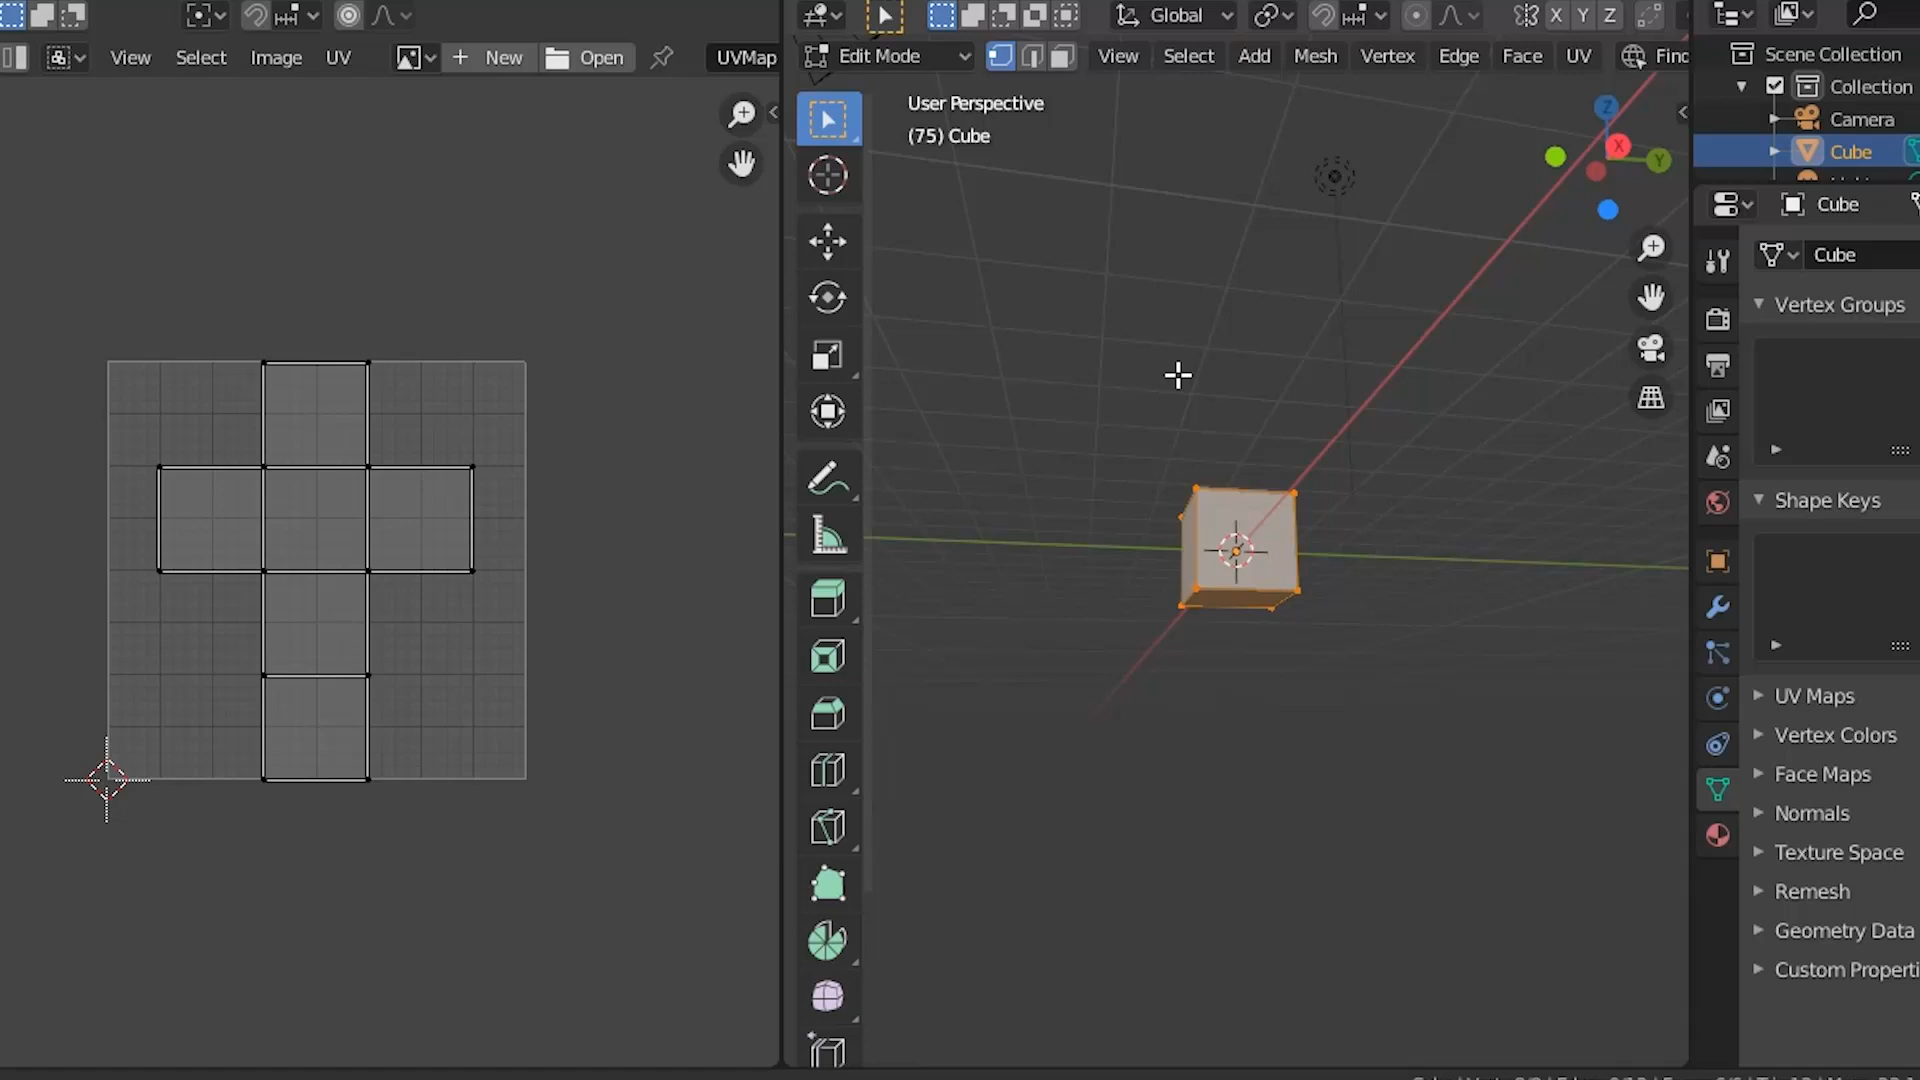 Global
X Y Z
View Select Image UV
New
Open
UVMap
Edit Mode
View Select Add Mesh Vertex Edge Face UV
User Perspective
(75) Cube
Z
X
Y
Scene Collection
Collection
Camera
Cube
Cube
Cube
Vertex Groups
Shape Keys
UV Maps
Vertex Colors
Face Maps
Normals
Texture Space
Remesh
Geometry Data
Custom Properti